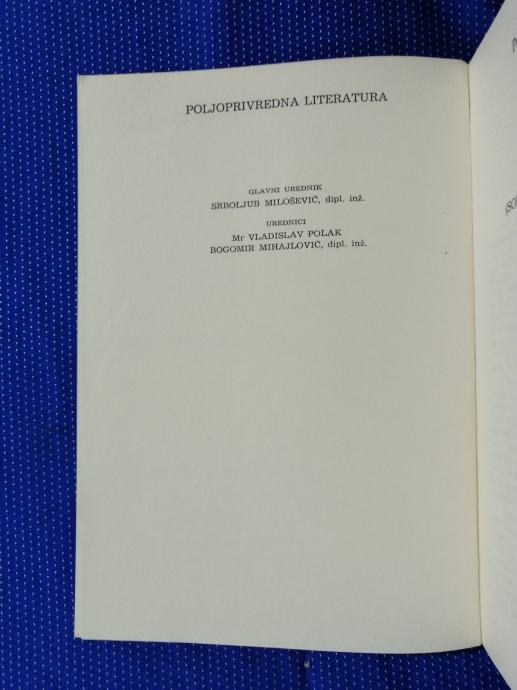 POLJOPRIVREDNA LITERATURA
GLAVNI UREDNIK
SRBOLJUB MILOŠEVIĆ, dipl. inž.
UREDNICI
Mr VLADISLAV POLAK
BOGOMIR MIHAJLOVIĆ, dipl. inž.